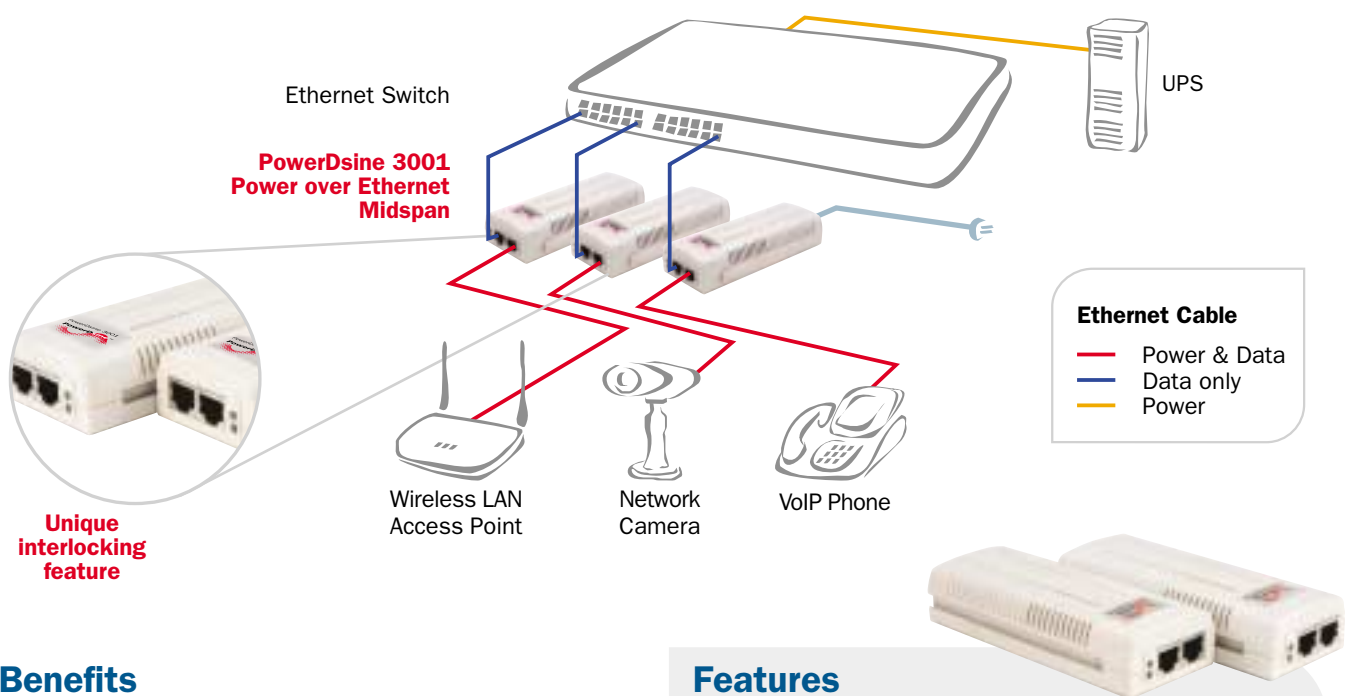 Ethernet Switch
UPS
PowerDsine 3001
Power over Ethernet
Midspan
Ethernet Cable
Power & Data
Data only
Power
Wireless LAN
Access Point
Network
Camera
VoIP Phone
Unique
interlocking
feature
Benefits
Features